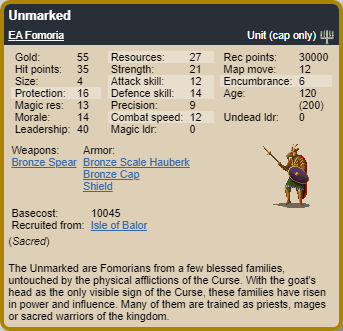 Unmarked
EA Fomoria Unit (cap only)
Gold: 55 Resources: 27 Rec points: 30000
Hit points: 35 Strength: 21 Map move: 12
Size: 4 Attack skill: 12 Encumbrance: 6
Protection: 16 Defence skill: 14 Age: 120
Magic res: 13 Precision: 9 (200)
Morale: 14 Combat speed: 12 Undead ldr: 0
Leadership: 40 Magic ldr: 0
Weapons: Armor:
Bronze Spear Bronze Scale Hauberk
Bronze Cap
Shield
Basecost: 10045
Recruited from: Isle of Balor
(Sacred)
The Unmarked are Fomorians from a few blessed families,
untouched by the physical afflictions of the Curse. With the goat's
head as the only visible sign of the Curse, these families have risen
in power and influence. Many of them are trained as priests, mages
or sacred warriors of the kingdom.